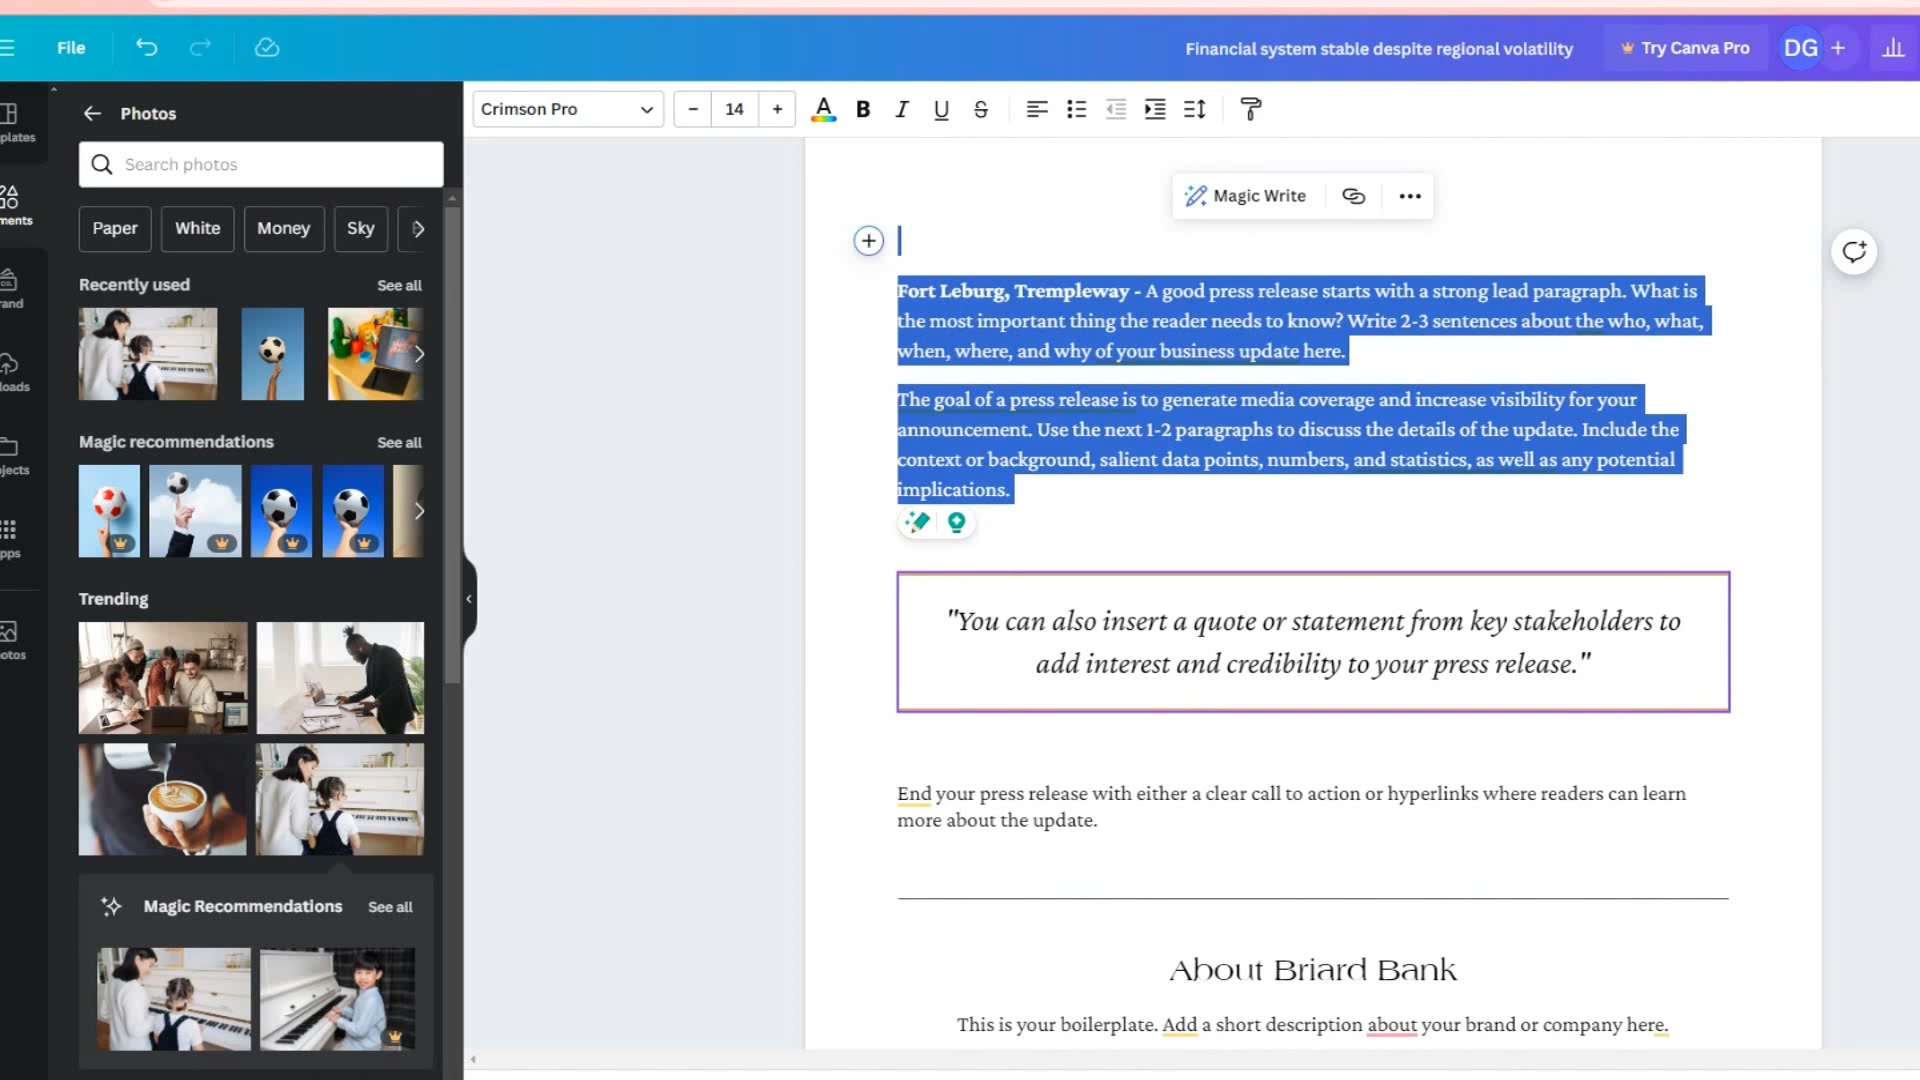 File
Financial system stable despite regional volatility
Try Canva Pro
DG
plates
ments
rand
loads
jects
pps
otos
Photos
Search photos
Paper
White
Money
Sky
Recently used
See all
Magic recommendations
See all
Trending
Magic Recommendations
See all
Crimson Pro
14
Magic Write
Fort Leburg, Trempleway - A good press release starts with a strong lead paragraph. What is
the most important thing the reader needs to know? Write 2-3 sentences about the who, what,
when, where, and why of your business update here.
The goal of a press release is to generate media coverage and increase visibility for your
announcement. Use the next 1-2 paragraphs to discuss the details of the update. Include the
context or background, salient data points, numbers, and statistics, as well as any potential
implications.
"You can also insert a quote or statement from key stakeholders to
add interest and credibility to your press release."
End your press release with either a clear call to action or hyperlinks where readers can learn
more about the update.
About Briard Bank
This is your boilerplate. Add a short description about your brand or company here.